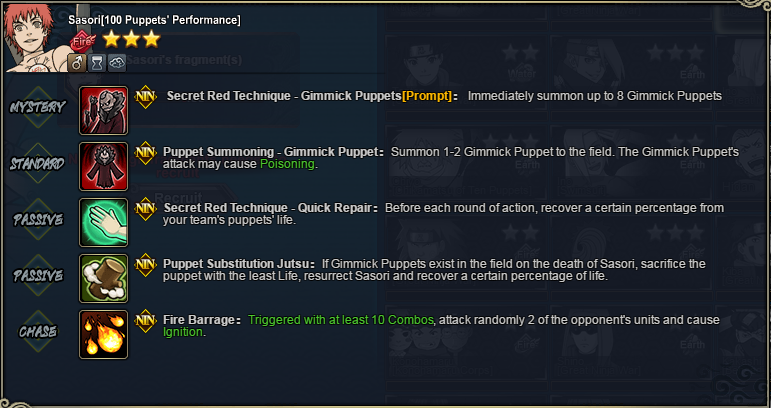 Sasori[100 Puppets' Performance]
Fire
Sasori's fragment(s)
MYSTERY
NIN
Secret Red Technique - Gimmick Puppets[Prompt]: Immediately summon up to 8 Gimmick Puppets
STANDARD
NIN
Puppet Summoning - Gimmick Puppet: Summon 1-2 Gimmick Puppet to the field. The Gimmick Puppet's
attack may cause Poisoning.
Recruit
PASSIVE
NIN
Secret Red Technique - Quick Repair: Before each round of action, recover a certain percentage from
your team's puppets' life.
PASSIVE
NIN
Puppet Substitution Jutsu: If Gimmick Puppets exist in the field on the death of Sasori, sacrifice the
puppet with the least Life, resurrect Sasori and recover a certain percentage of life.
CHASE
NIN
Fire Barrage: Triggered with at least 10 Combos, attack randomly 2 of the opponent's units and cause
Ignition.